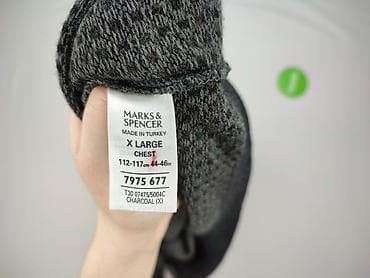 MARKS &
SPENCER
MADE IN TURKEY
X LARGE
CHEST
112-117cm 44-46in
7975 677
T30 07475/5004C
CHARCOAL (X)